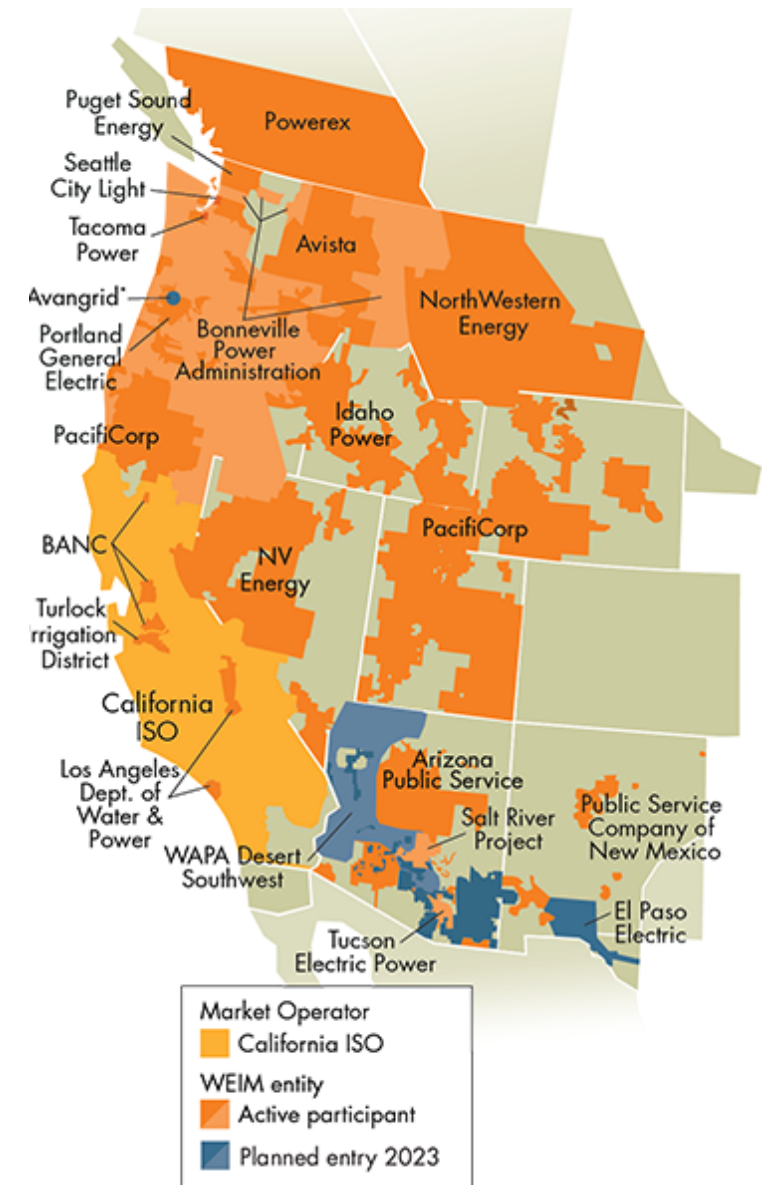 Puget Sound
Energy
Powerex
Seattle
City Light
Tacoma
Power
Avista
Avangrid*
NorthWestern
Energy
Portland
General
Electric
Bonneville
Power
Administration
Idaho
Power
PacifiCorp
PacifiCorp
BANC
NV
Energy
Turlock
Irrigation
District
California
ISO
Los Angeles
Dept. of
Water &
Power
Arizona
Public Service
Salt River
Project
Public Service
Company of
New Mexico
WAPA Desert
Southwest
El Paso
Electric
Tucson
Electric Power
Market Operator
California ISO
WEIM entity
Active participant
Planned entry 2023